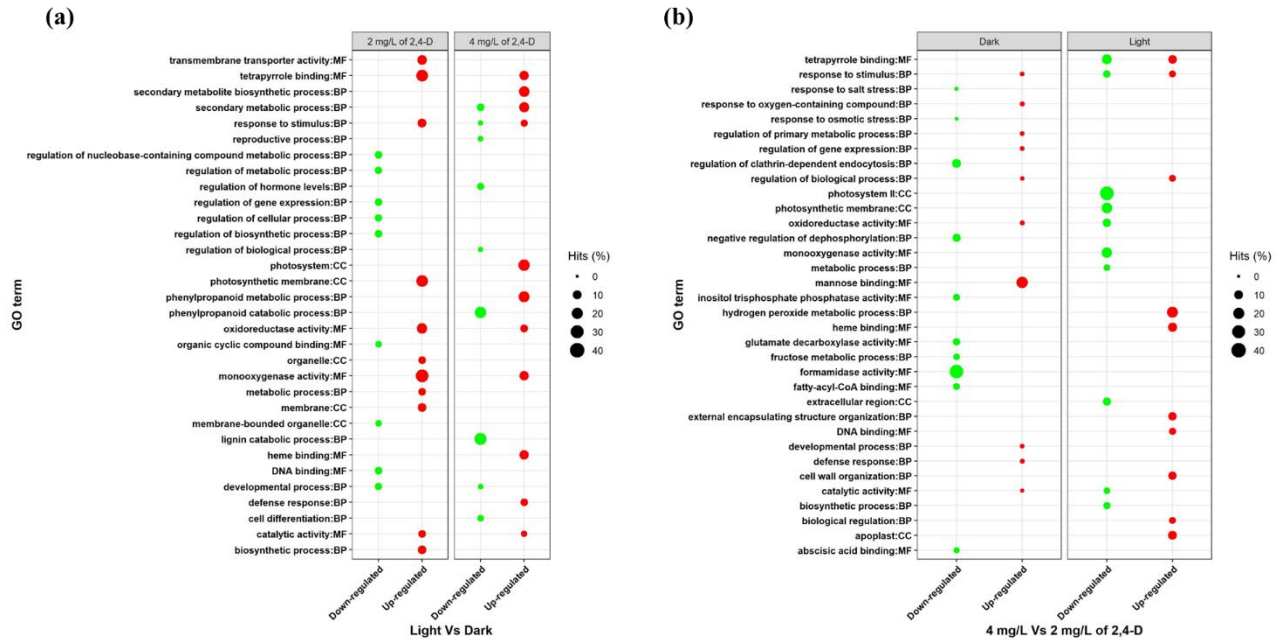 (a)
2 mg/L of 2,4-D
4 mg/L of 2,4-D
transmembrane transporter activity:MF
tetrapyrrole binding:MF
secondary metabolite biosynthetic process:BP
secondary metabolic process:BP
response to stimulus:BP
reproductive process:BP
regulation of nucleobase-containing compound metabolic process:BP
regulation of metabolic process:BP
regulation of hormone levels:BP
regulation of gene expression:BP
regulation of cellular process:BP
regulation of biosynthetic process:BP
regulation of biological process:BP
photosystem:CC
photosynthetic membrane:CC
phenylpropanoid metabolic process:BP
phenylpropanoid catabolic process:BP
oxidoreductase activity:MF
organic cyclic compound binding:MF
organelle:CC
monooxygenase activity:MF
metabolic process:BP
membrane:CC
membrane-bounded organelle:CC
lignin catabolic process:BP
heme binding:MF
DNA binding:MF
developmental process:BP
defense response:BP
cell differentiation:BP
catalytic activity:MF
biosynthetic process:BP
GO term
Down-regulated
Up-regulated
Down-regulated
Up-regulated
Light Vs Dark
Hits (%)
0
10
20
30
40
(b)
Dark
Light
tetrapyrrole binding:MF
response to stimulus:BP
response to salt stress:BP
response to oxygen-containing compound:BP
response to osmotic stress:BP
regulation of primary metabolic process:BP
regulation of gene expression:BP
regulation of clathrin-dependent endocytosis:BP
regulation of biological process:BP
photosystem II:CC
photosynthetic membrane:CC
oxidoreductase activity:MF
negative regulation of dephosphorylation:BP
monooxygenase activity:MF
metabolic process:BP
mannose binding:MF
inositol trisphosphate phosphatase activity:MF
hydrogen peroxide metabolic process:BP
heme binding:MF
glutamate decarboxylase activity:MF
fructose metabolic process:BP
formamidase activity:MF
fatty-acyl-CoA binding:MF
extracellular region:CC
external encapsulating structure organization:BP
DNA binding:MF
developmental process:BP
defense response:BP
cell wall organization:BP
catalytic activity:MF
biosynthetic process:BP
biological regulation:BP
apoplast:CC
abscisic acid binding:MF
GO term
Down-regulated
Up-regulated
Down-regulated
Up-regulated
4 mg/L Vs 2 mg/L of 2,4-D
Hits (%)
0
10
20
30
40